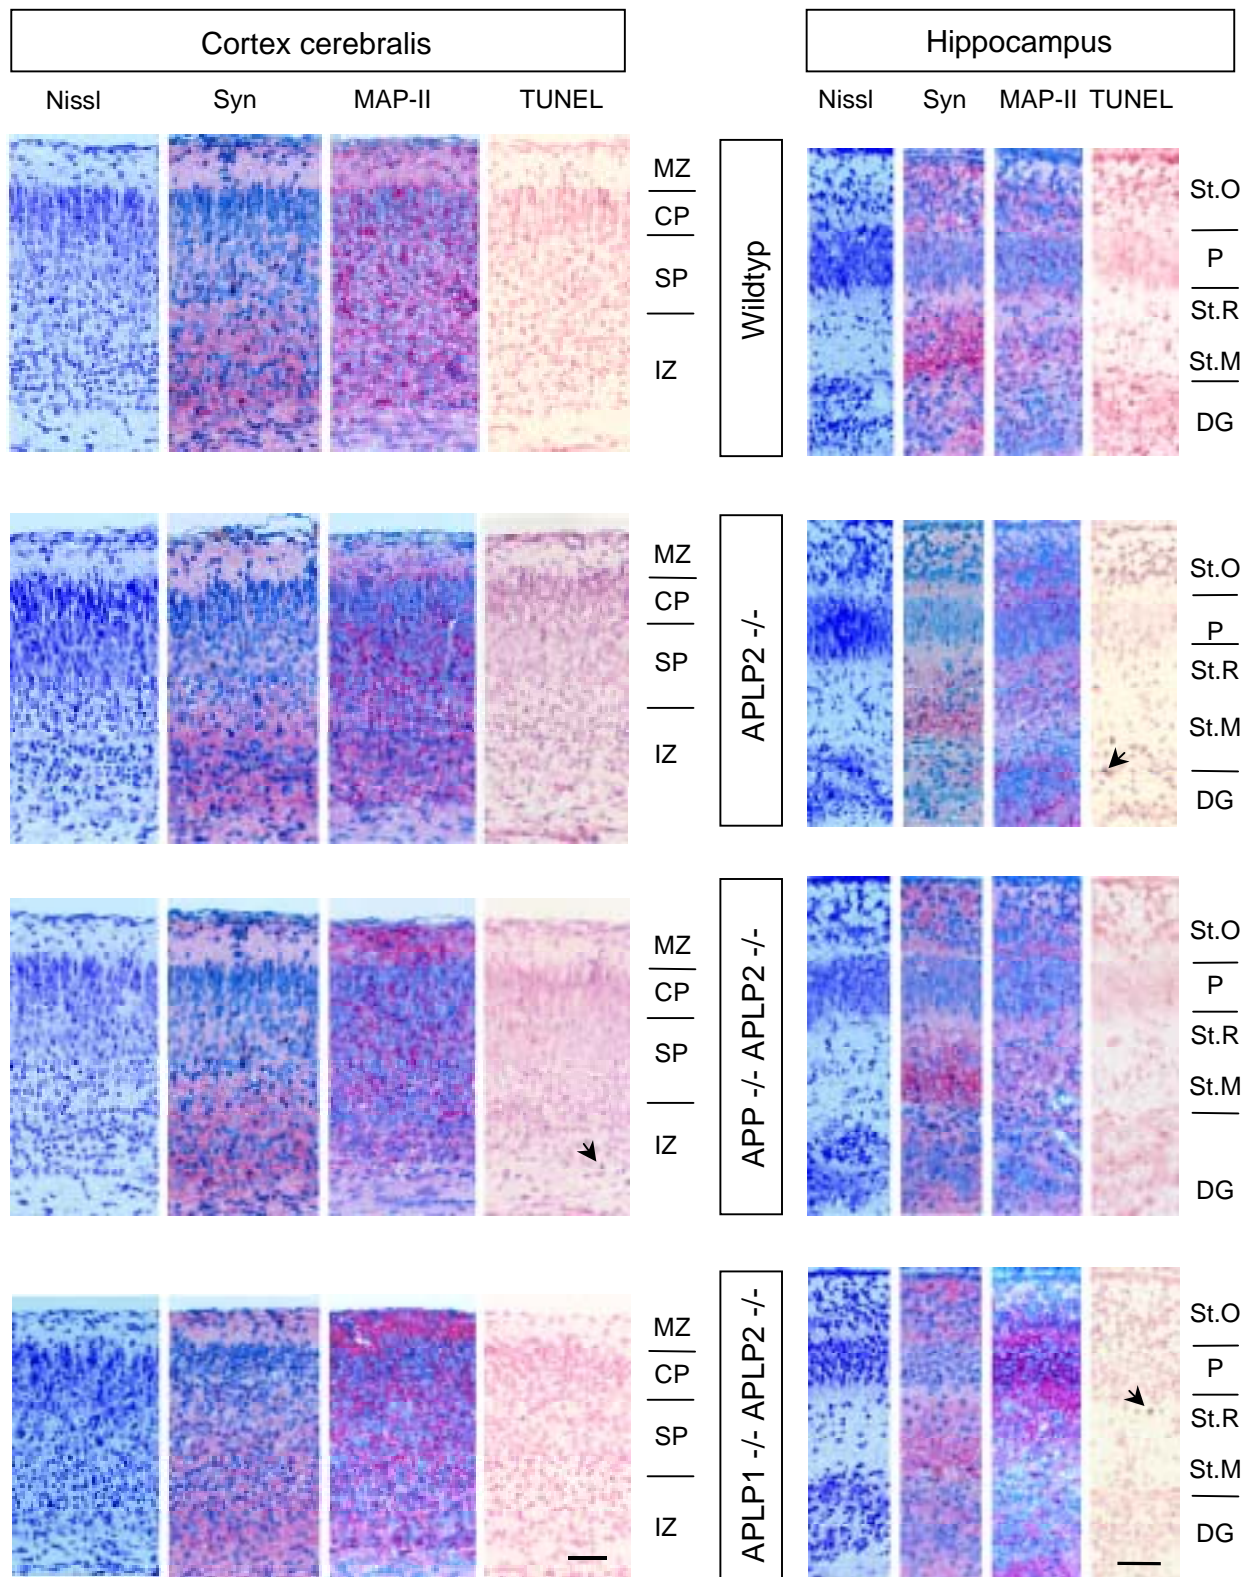 Cortex cerebralis
Hippocampus
Nissl Syn MAP-II TUNEL
Nissl Syn MAP-II TUNEL
MZ
CP
SP
IZ
Wildtyp
St.O
P
St.R
St.M
DG
MZ
CP
SP
IZ
APLP2 -/-
St.O
P
St.R
St.M
DG
MZ
CP
SP
IZ
APP -/- APLP2 -/-
St.O
P
St.R
St.M
DG
MZ
CP
SP
IZ
APLP1 -/- APLP2 -/-
St.O
P
St.R
St.M
DG